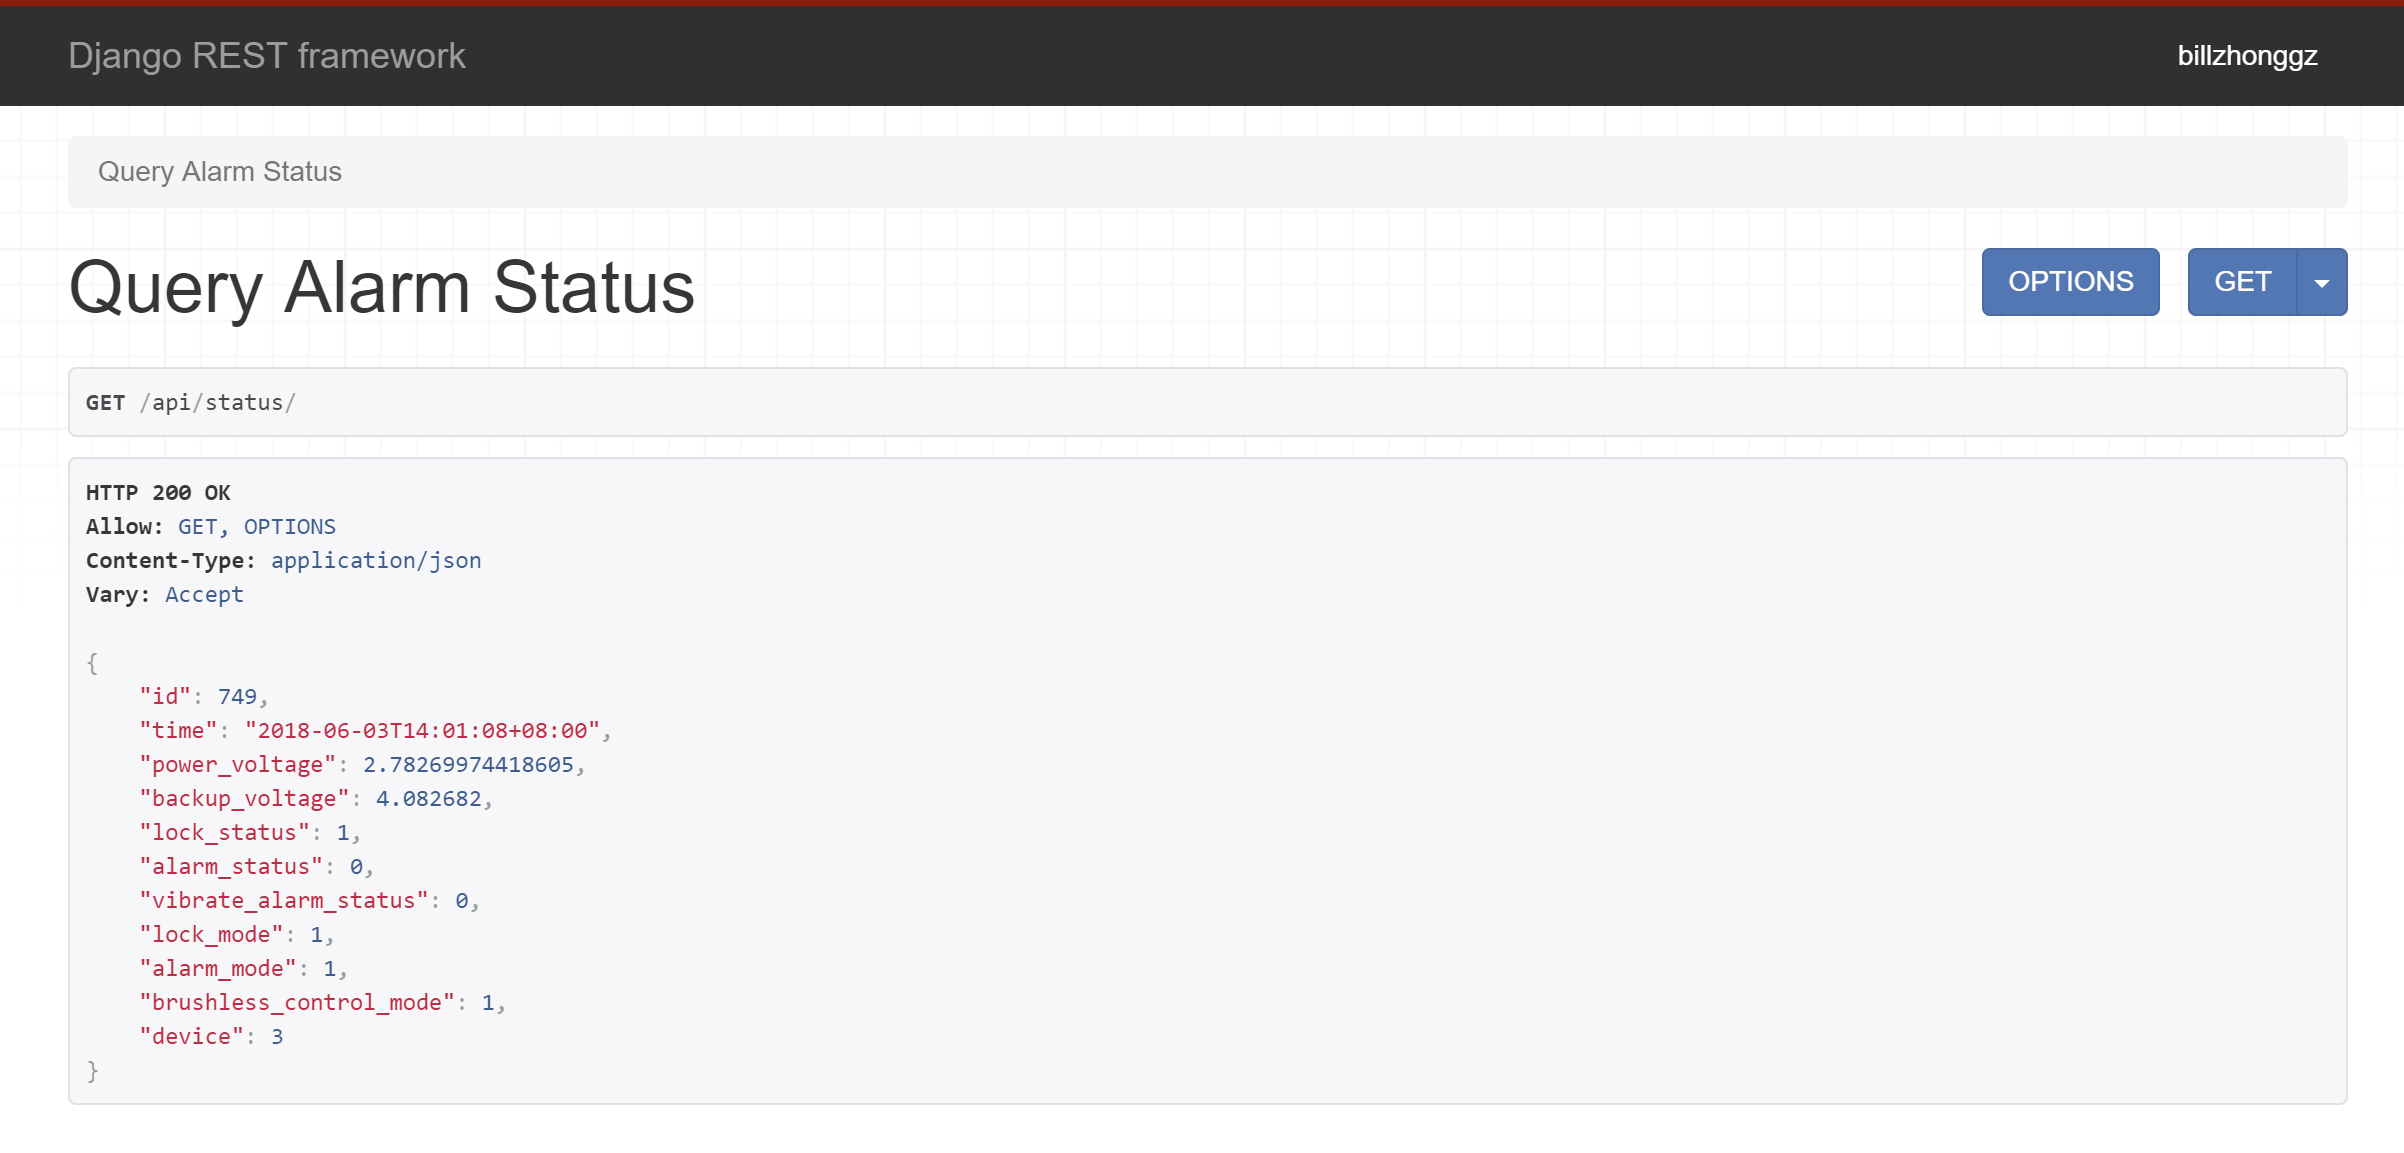 Django REST framework
billzhonggz
Query Alarm Status
Query Alarm Status
OPTIONS
GET
GET /api/status/
HTTP 200 OK
Allow: GET, OPTIONS
Content-Type: application/json
Vary: Accept
{
    "id": 749,
    "time": "2018-06-03T14:01:08+08:00",
    "power_voltage": 2.78269974418605,
    "backup_voltage": 4.082682,
    "lock_status": 1,
    "alarm_status": 0,
    "vibrate_alarm_status": 0,
    "lock_mode": 1,
    "alarm_mode": 1,
    "brushless_control_mode": 1,
    "device": 3
}